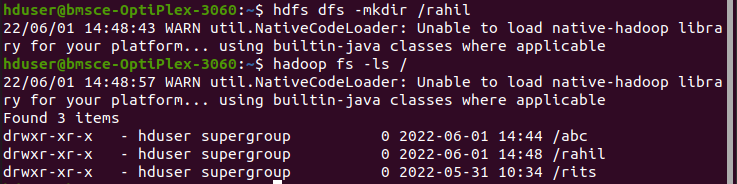 hduser@bmsce-OptiPlex-3060:~$ hdfs dfs -mkdir /rahil
22/06/01 14:48:43 WARN util.NativeCodeLoader: Unable to load native-hadoop libra
ry for your platform... using builtin-java classes where applicable
hduser@bmsce-OptiPlex-3060:~$ hadoop fs -ls /
22/06/01 14:48:57 WARN util.NativeCodeLoader: Unable to load native-hadoop libra
ry for your platform... using builtin-java classes where applicable
Found 3 items
drwxr-xr-x   - hduser supergroup          0 2022-06-01 14:44 /abc
drwxr-xr-x   - hduser supergroup          0 2022-06-01 14:48 /rahil
drwxr-xr-x   - hduser supergroup          0 2022-05-31 10:34 /rits